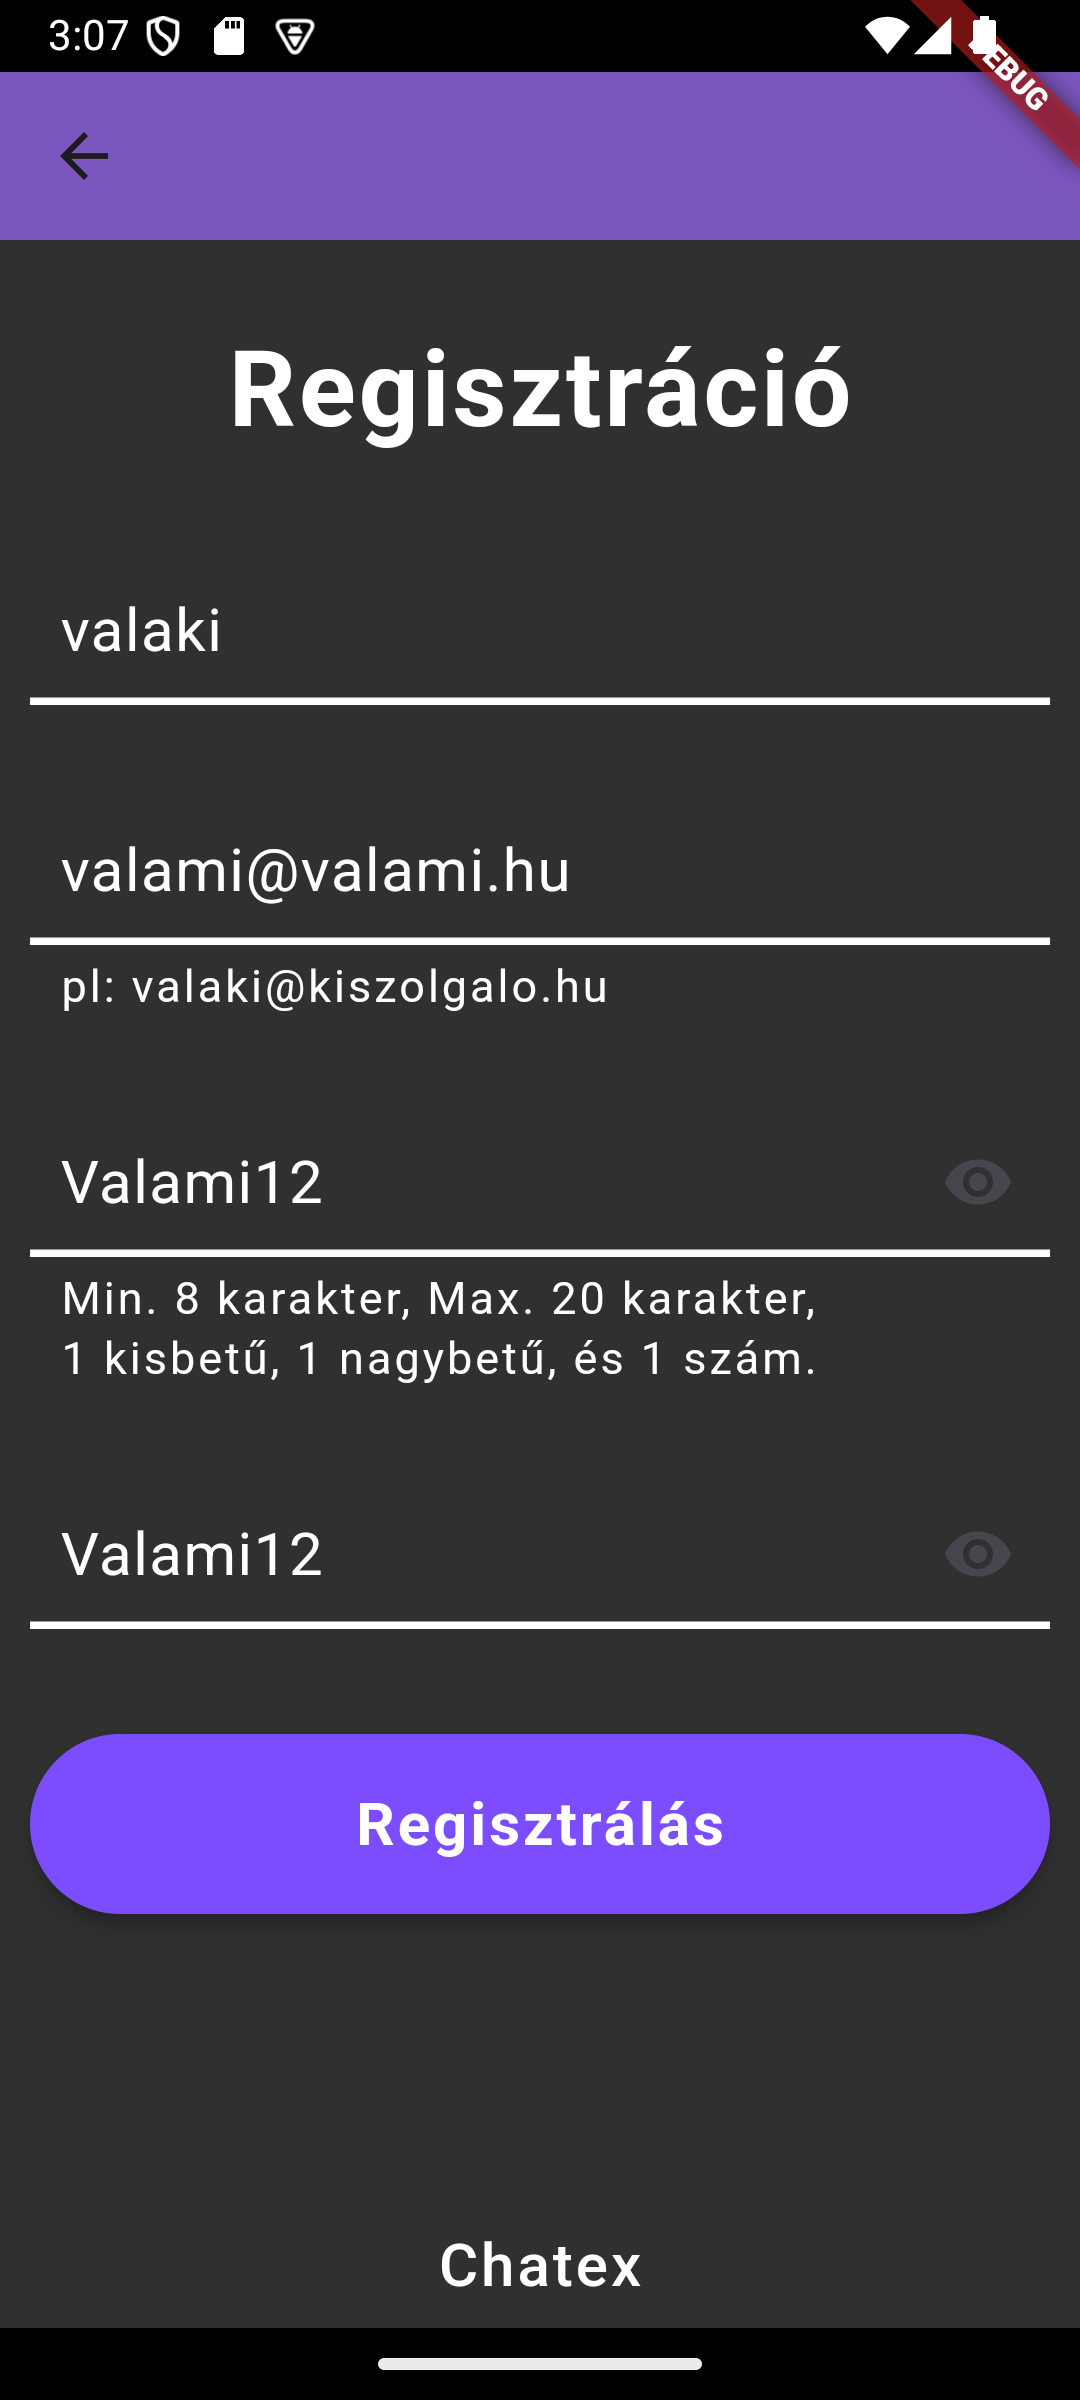 3:07
DEBUG
Regisztráció
valaki
valami@valami.hu
pl: valaki@kiszolgalo.hu
Valami12
Min. 8 karakter, Max. 20 karakter,
1 kisbetű, 1 nagybetű, és 1 szám.
Valami12
Regisztrálás
Chatex